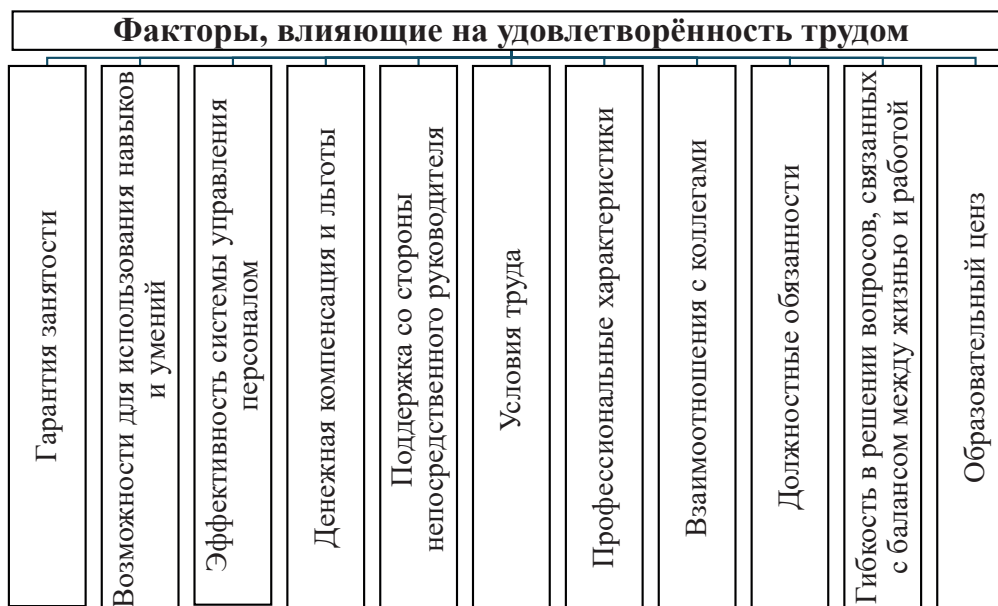 Факторы, влияющие на удовлетворённость трудом
Гарантия занятости
Возможности для использования навыков
и умений
Эффективность системы управления
персоналом
Денежная компенсация и льготы
Поддержка со стороны
непосредственного руководителя
Условия труда
Профессиональные характеристики
Взаимоотношения с коллегами
Должностные обязанности
Гибкость в решении вопросов, связанных
с балансом между жизнью и работой
Образовательный ценз